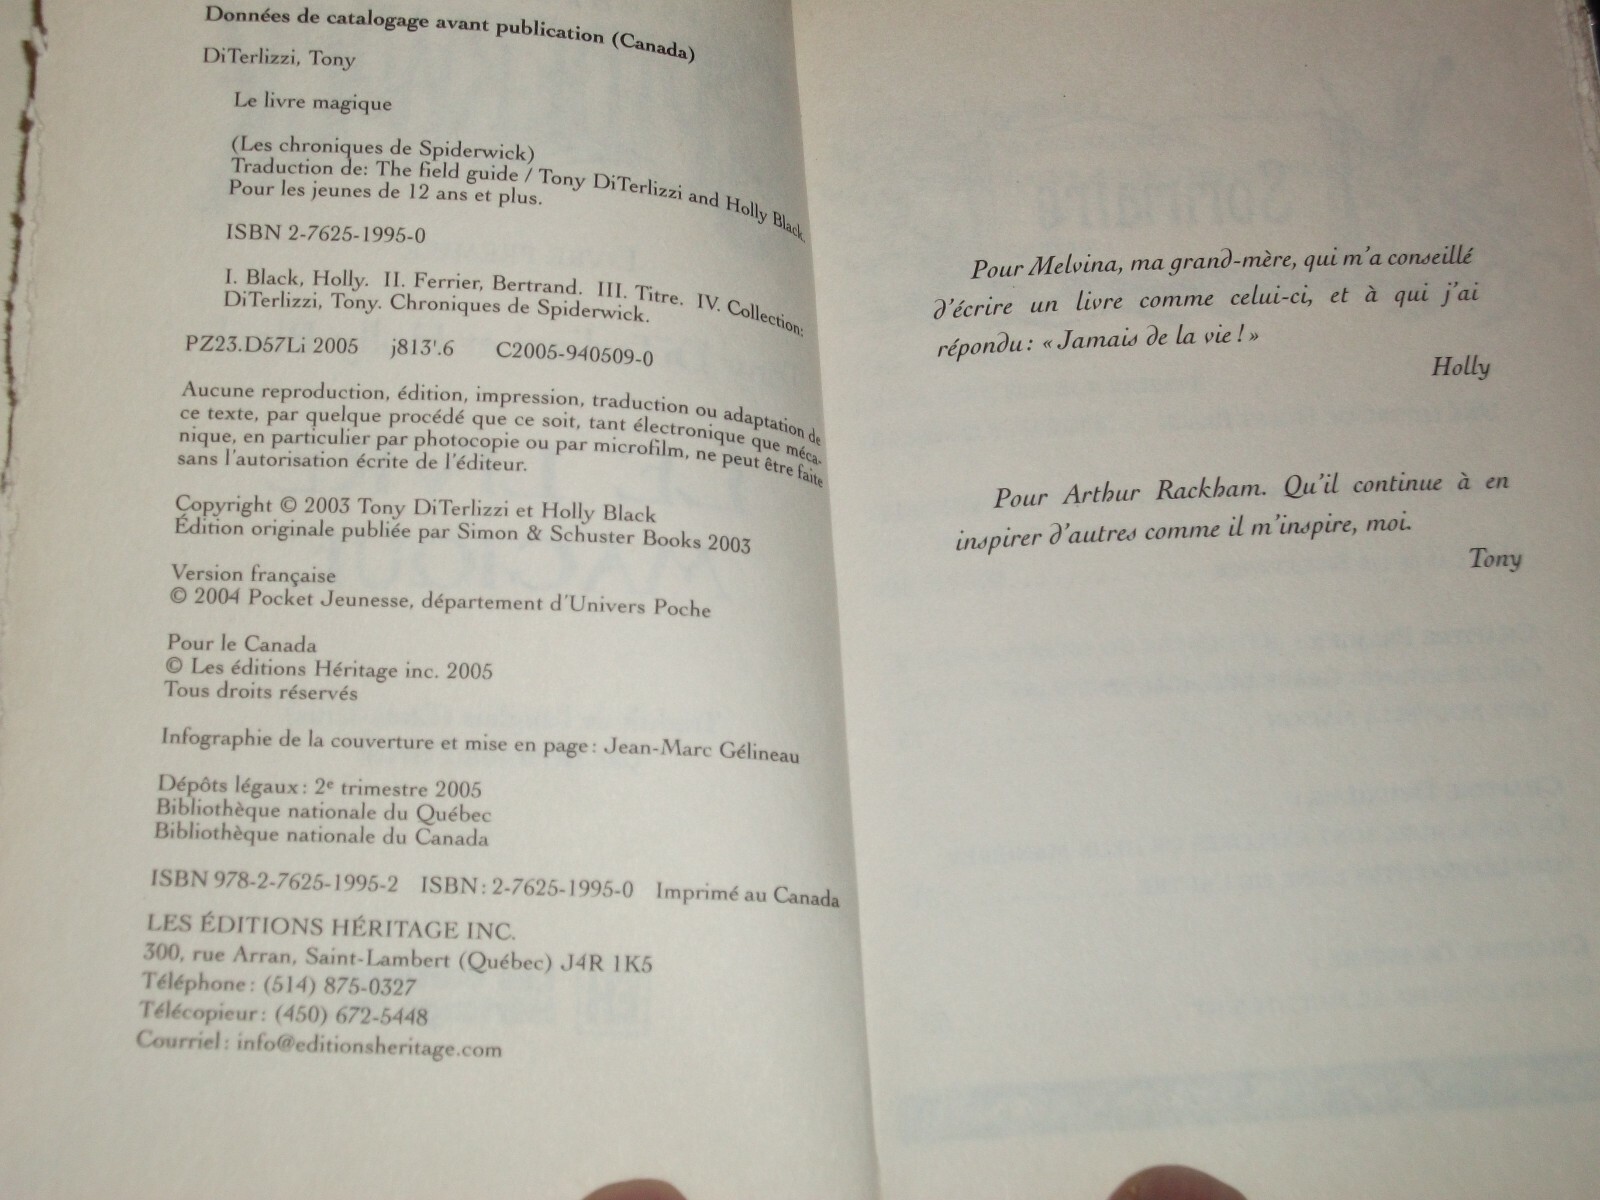 Données de catalogage avant publication (Canada)
DiTerlizzi, Tony
Le livre magique
(Les chroniques de Spiderwick)
Traduction de: The field guide / Tony DiTerlizzi and Holly Black.
Pour les jeunes de 12 ans et plus.
ISBN 2-7625-1995-0
I. Black, Holly. II. Ferrier, Bertrand. III. Titre. IV. Collection:
DiTerlizzi, Tony. Chroniques de Spiderwick.
PZ23.D57Li 2005 j813'.6 C2005-940509-0
Aucune reproduction, édition, impression, traduction ou adaptation de
ce texte, par quelque procédé que ce soit, tant électronique que méca-
nique, en particulier par photocopie ou par microfilm, ne peut être faite
sans l'autorisation écrite de l'éditeur.
Copyright © 2003 Tony DiTerlizzi et Holly Black
Édition originale publiée par Simon & Schuster Books 2003
Version française
© 2004 Pocket Jeunesse, département d'Univers Poche
Pour le Canada
© Les éditions Héritage inc. 2005
Tous droits réservés
Infographie de la couverture et mise en page: Jean-Marc Gélineau
Dépôts légaux: 2e trimestre 2005
Bibliothèque nationale du Québec
Bibliothèque nationale du Canada
ISBN 978-2-7625-1995-2 ISBN: 2-7625-1995-0 Imprimé au Canada
LES ÉDITIONS HÉRITAGE INC.
300, rue Arran, Saint-Lambert (Québec) J4R 1K5
Téléphone: (514) 875-0327
Télécopieur: (450) 672-5448
Courriel: info@editionsheritage.com
Pour Melvina, ma grand-mère, qui m'a conseillé
d'écrire un livre comme celui-ci, et à qui j'ai
répondu: «Jamais de la vie!»
Holly
Pour Arthur Rackham. Qu'il continue à en
inspirer d'autres comme il m'inspire, moi.
Tony